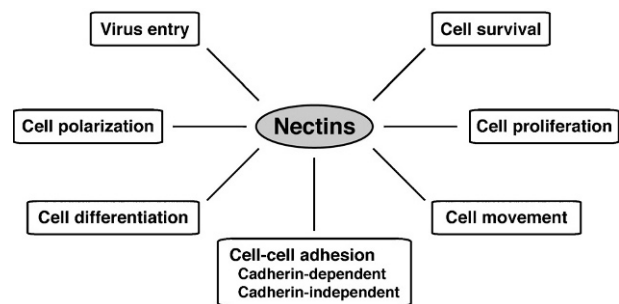 Virus entry
Cell survival
Cell polarization
Nectins
Cell proliferation
Cell differentiation
Cell movement
Cell-cell adhesion
Cadherin-dependent
Cadherin-independent